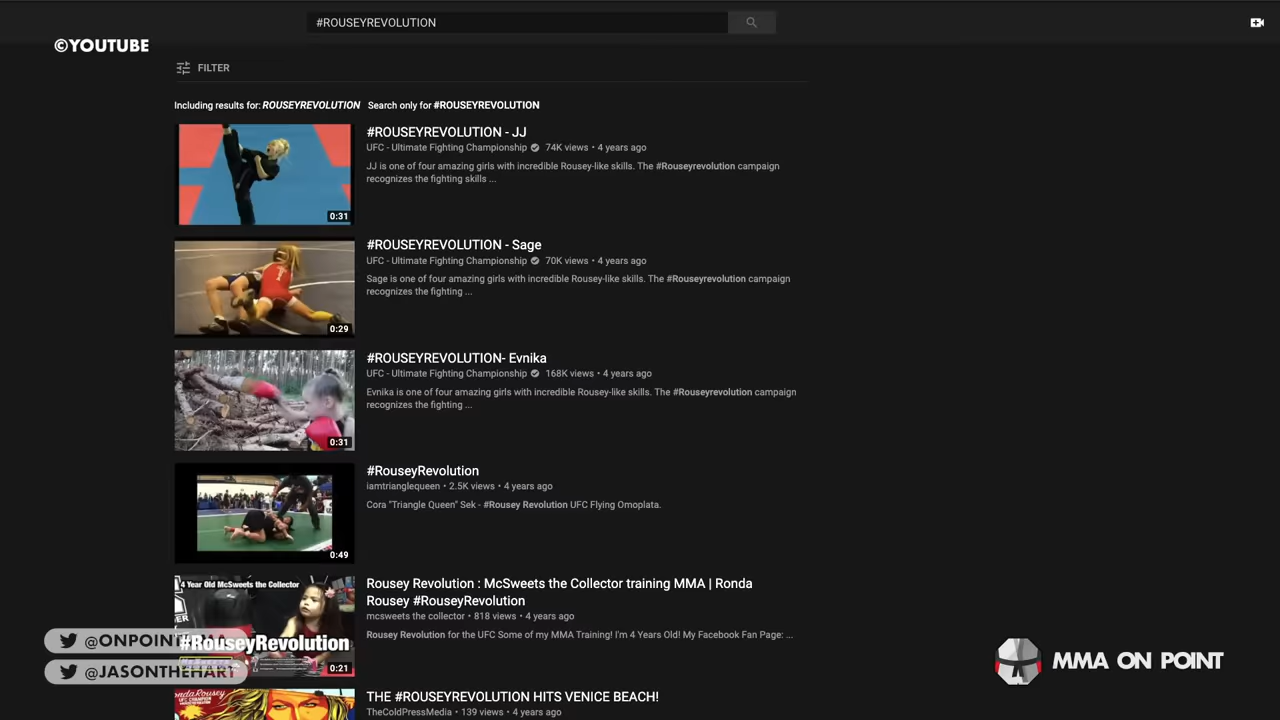 #ROUSEYREVOLUTION
©YOUTUBE
FILTER
Including results for: ROUSEYREVOLUTION Search only for #ROUSEYREVOLUTION
#ROUSEYREVOLUTION - JJ
UFC - Ultimate Fighting Championship 74K views • 4 years ago
JJ is one of four amazing girls with incredible Rousey-like skills. The #Rouseyrevolution campaign
recognizes the fighting skills ...
0:31
#ROUSEYREVOLUTION - Sage
UFC - Ultimate Fighting Championship 70K views • 4 years ago
Sage is one of four amazing girls with incredible Rousey-like skills. The #Rouseyrevolution campaign
recognizes the fighting ...
T
0:29
#ROUSEYREVOLUTION- Evnika
UFC - Ultimate Fighting Championship 168K views • 4 years ago
Evnika is one of four amazing girls with incredible Rousey-like skills. The #Rouseyrevolution campaign
recognizes the fighting ...
0:31
#RouseyRevolution
iamtrianglequeen • 2.5K views • 4 years ago
Cora "Triangle Queen" Sek - #Rousey Revolution UFC Flying Omoplata.
0:49
4 Year Old McSweets the Collector
#RouseyRevolution
0:21
Rousey Revolution : McSweets the Collector training MMA | Ronda
Rousey #RouseyRevolution
mcsweets the collector • 818 views • 4 years ago
Rousey Revolution for the UFC Some of my MMA Training! I'm 4 Years Old! My Facebook Fan Page: ...
@JASONTHEHART
MMA ON POINT
THE #ROUSEYREVOLUTION HITS VENICE BEACH!
TheColdPressMedia • 139 views • 4 years ago